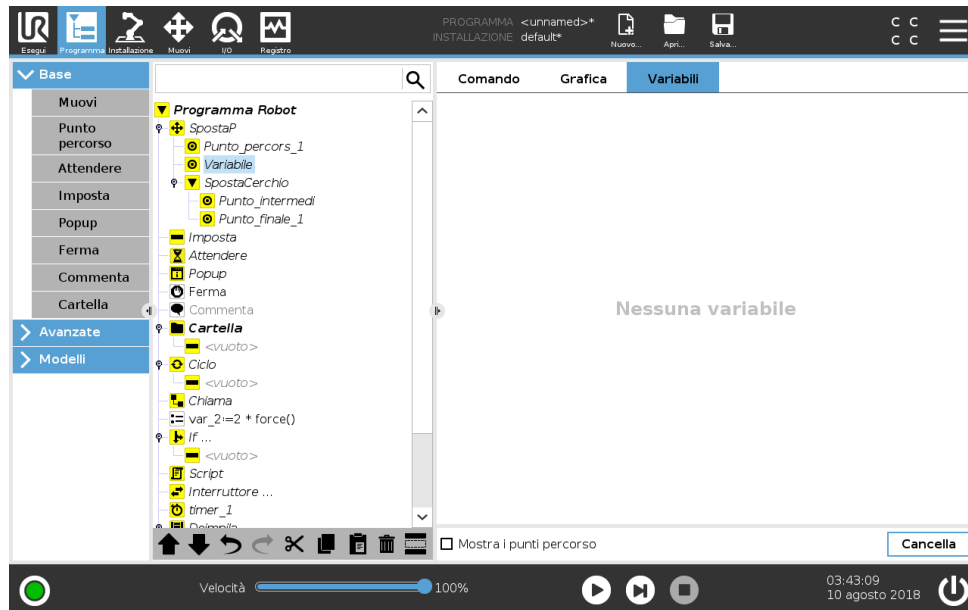 PROGRAMMA <unnamed>*
INSTALLAZIONE default*
Esegui Programma Installazione Muovi I/O Registro Nuovo... Apri... Salva...
C C
C C
Base
Muovi
Punto
percorso
Attendere
Imposta
Popup
Ferma
Commenta
Cartella
Avanzate
Modelli
Programma Robot
SpostaP
Punto_percors_1
Variabile
SpostaCerchio
Punto_intermedi
Punto_finale_1
Imposta
Attendere
Popup
Ferma
Commenta
Cartella
<vuoto>
Ciclo
<vuoto>
Chiama
var_2:=2 * force()
If ...
<vuoto>
Script
Interruttore ...
timer_1
Comando Grafica Variabili
Nessuna variabile
Mostra i punti percorso
Cancella
Velocità 100%
03:43:09
10 agosto 2018